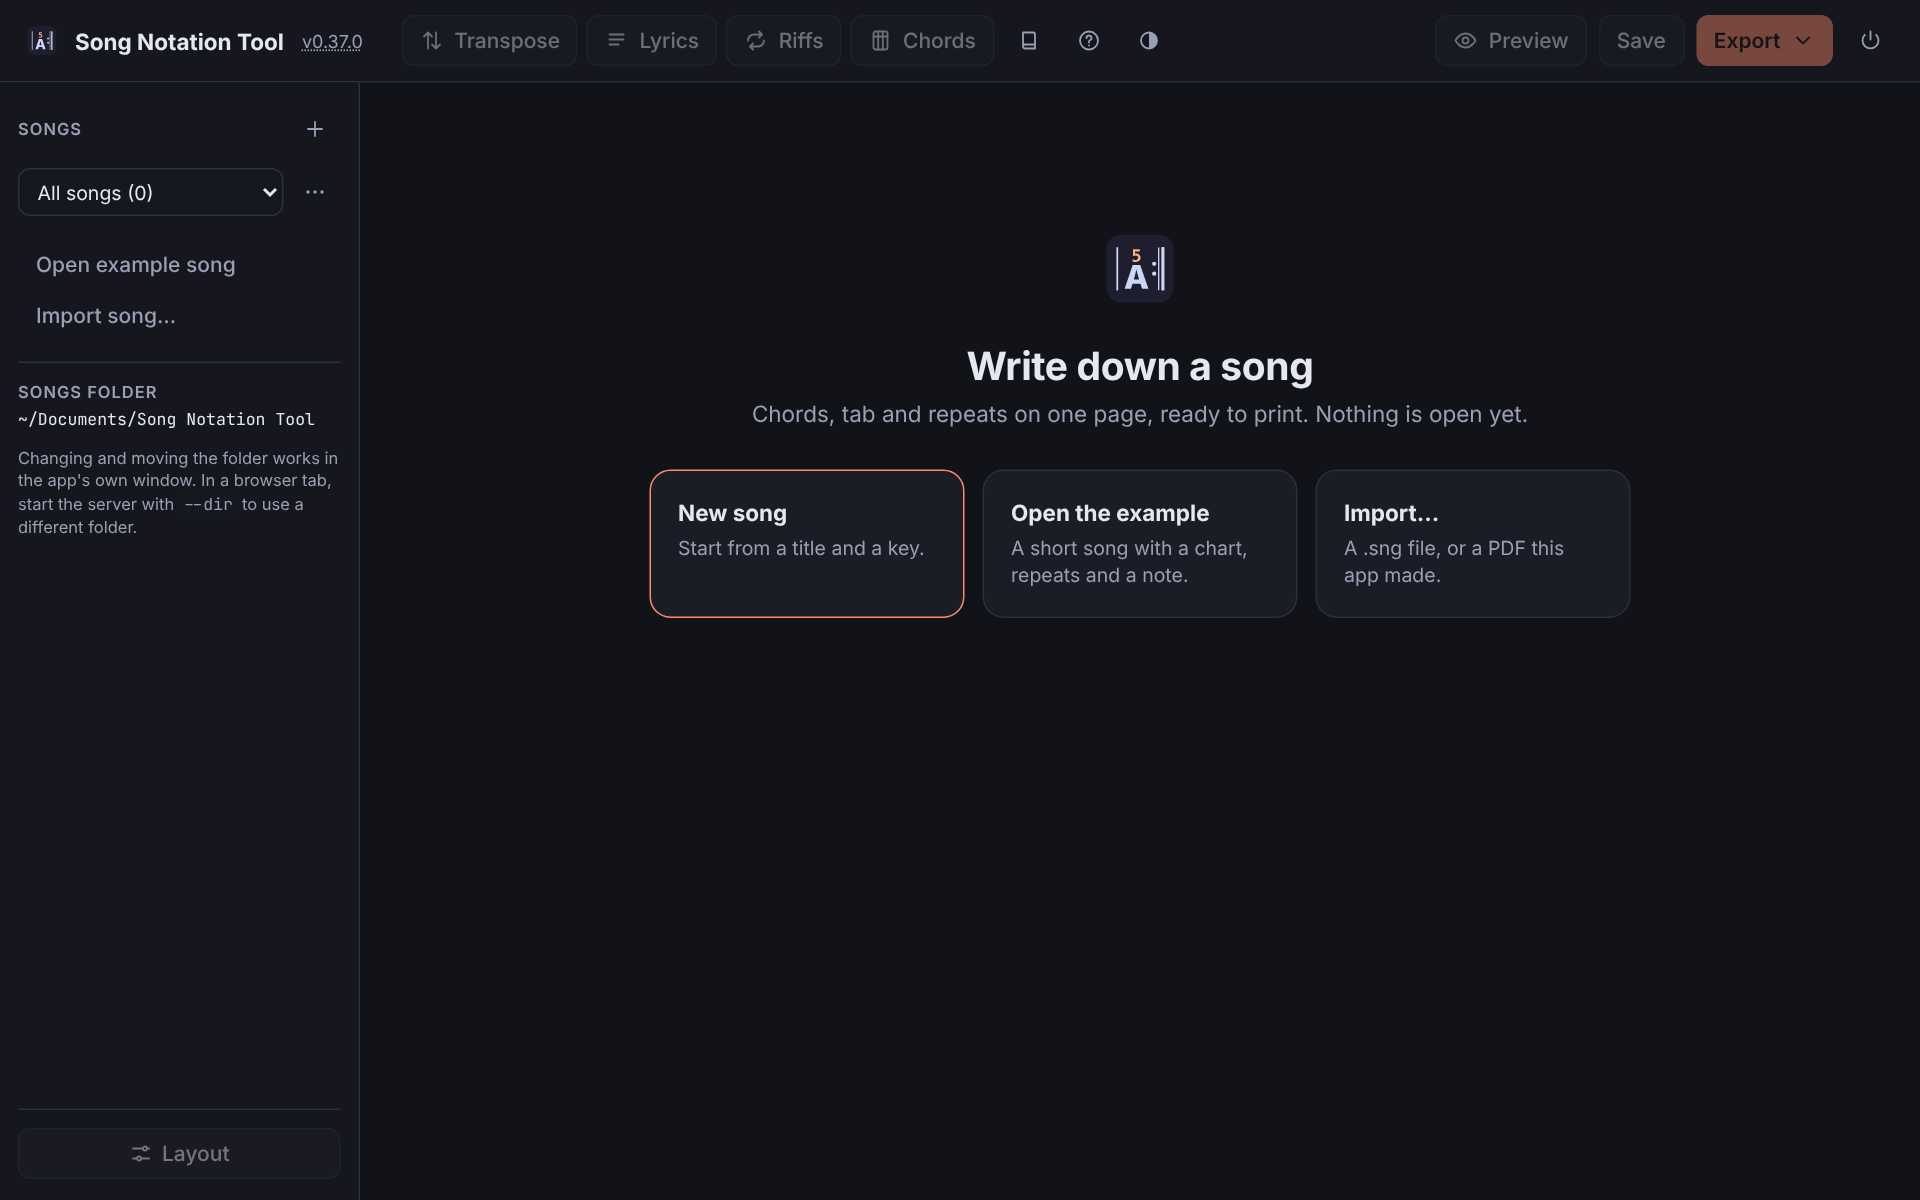 5
A:
Song Notation Tool
v0.37.0
Transpose
Lyrics
Riffs
Chords
Preview
Save
Export
SONGS
All songs (0)
Open example song
Import song...
SONGS FOLDER
~/Documents/Song Notation Tool
Changing and moving the folder works in
the app's own window. In a browser tab,
start the server with --dir to use a
different folder.
Layout
5
A:
Write down a song
Chords, tab and repeats on one page, ready to print. Nothing is open yet.
New song
Start from a title and a key.
Open the example
A short song with a chart,
repeats and a note.
Import...
A .sng file, or a PDF this
app made.